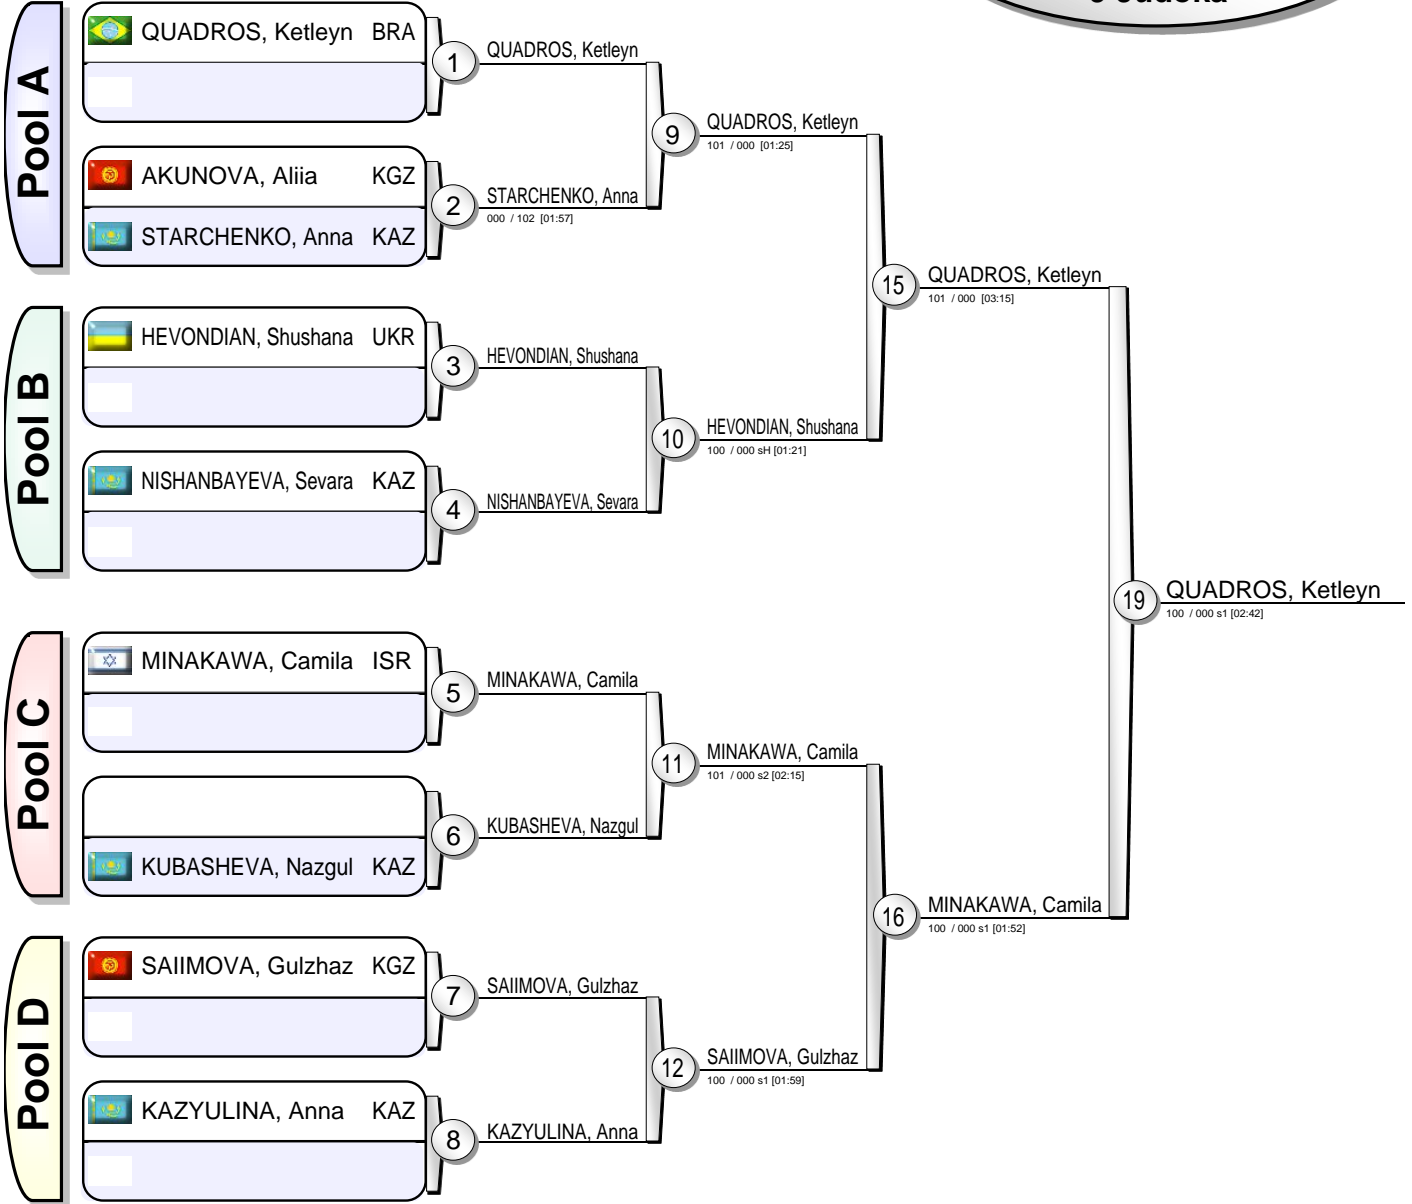 Pool A
QUADROS, Ketleyn BRA
AKUNOVA, Aliia KGZ
STARCHENKO, Anna KAZ
Pool B
HEVONDIAN, Shushana UKR
NISHANBAYEVA, Sevara KAZ
Pool C
MINAKAWA, Camila ISR
KUBASHEVA, Nazgul KAZ
Pool D
SAIIMOVA, Gulzhaz KGZ
KAZYULINA, Anna KAZ
1 QUADROS, Ketleyn
2 STARCHENKO, Anna
000 / 102 [01:57]
3 HEVONDIAN, Shushana
4 NISHANBAYEVA, Sevara
5 MINAKAWA, Camila
6 KUBASHEVA, Nazgul
7 SAIIMOVA, Gulzhaz
8 KAZYULINA, Anna
9 QUADROS, Ketleyn
101 / 000 [01:25]
10 HEVONDIAN, Shushana
100 / 000 sH [01:21]
11 MINAKAWA, Camila
101 / 000 s2 [02:15]
12 SAIIMOVA, Gulzhaz
100 / 000 s1 [01:59]
15 QUADROS, Ketleyn
101 / 000 [03:15]
16 MINAKAWA, Camila
100 / 000 s1 [01:52]
19 QUADROS, Ketleyn
100 / 000 s1 [02:42]